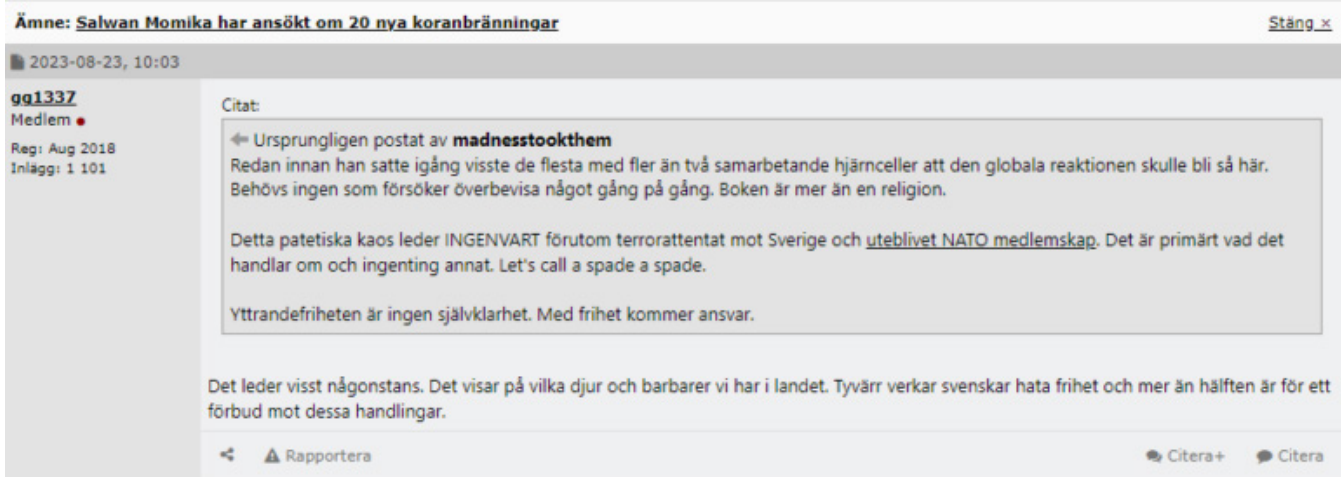 Ämne: Salwan Momika har ansökt om 20 nya koranbränningar
Stäng ×
2023-08-23, 10:03
gg1337
Medlem
Reg: Aug 2018
Inlägg: 1 101
Citat:
Ursprungligen postat av madnesstookthem
Redan innan han satte igång visste de flesta med fler än två samarbetande hjärnceller att den globala reaktionen skulle bli så här.
Behövs ingen som försöker överbevisa något gång på gång. Boken är mer än en religion.
Detta patetiska kaos leder INGENVART förutom terrorattentat mot Sverige och uteblivet NATO medlemskap. Det är primärt vad det
handlar om och ingenting annat. Let's call a spade a spade.
Yttrandefriheten är ingen självklarhet. Med frihet kommer ansvar.
Det leder visst någonstans. Det visar på vilka djur och barbarer vi har i landet. Tyvärr verkar svenskar hata frihet och mer än hälften är för ett
förbud mot dessa handlingar.
Rapportera
Citera+
Citera